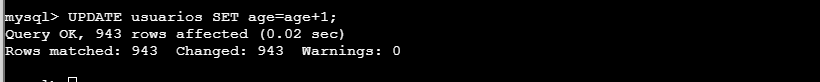 mysql> UPDATE usuarios SET age=age+1;
Query OK, 943 rows affected (0.02 sec)
Rows matched: 943  Changed: 943  Warnings: 0